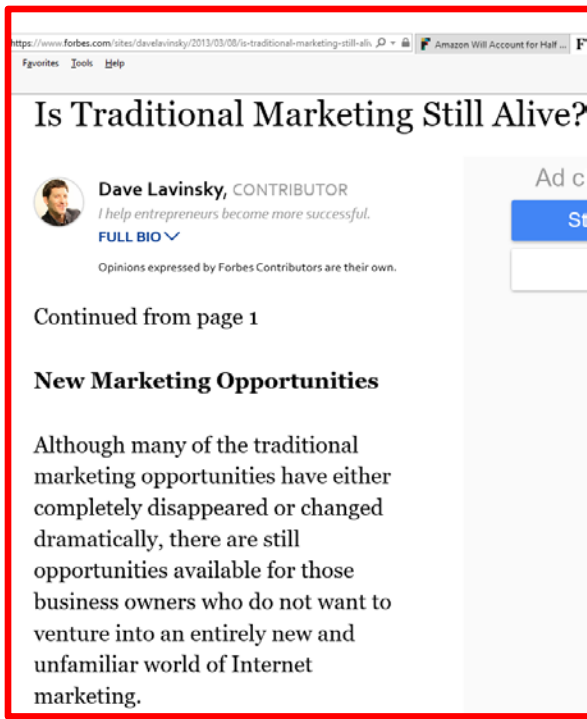 https://www.forbes.com/sites/davelavinsky/2013/03/08/is-traditional-marketing-still-aliv
Amazon Will Account for Half ...
F
Favorites Tools Help
Is Traditional Marketing Still Alive?
Ad c
Dave Lavinsky, CONTRIBUTOR
I help entrepreneurs become more successful.
FULL BIO
St
Opinions expressed by Forbes Contributors are their own.
Continued from page 1
New Marketing Opportunities
Although many of the traditional
marketing opportunities have either
completely disappeared or changed
dramatically, there are still
opportunities available for those
business owners who do not want to
venture into an entirely new and
unfamiliar world of Internet
marketing.